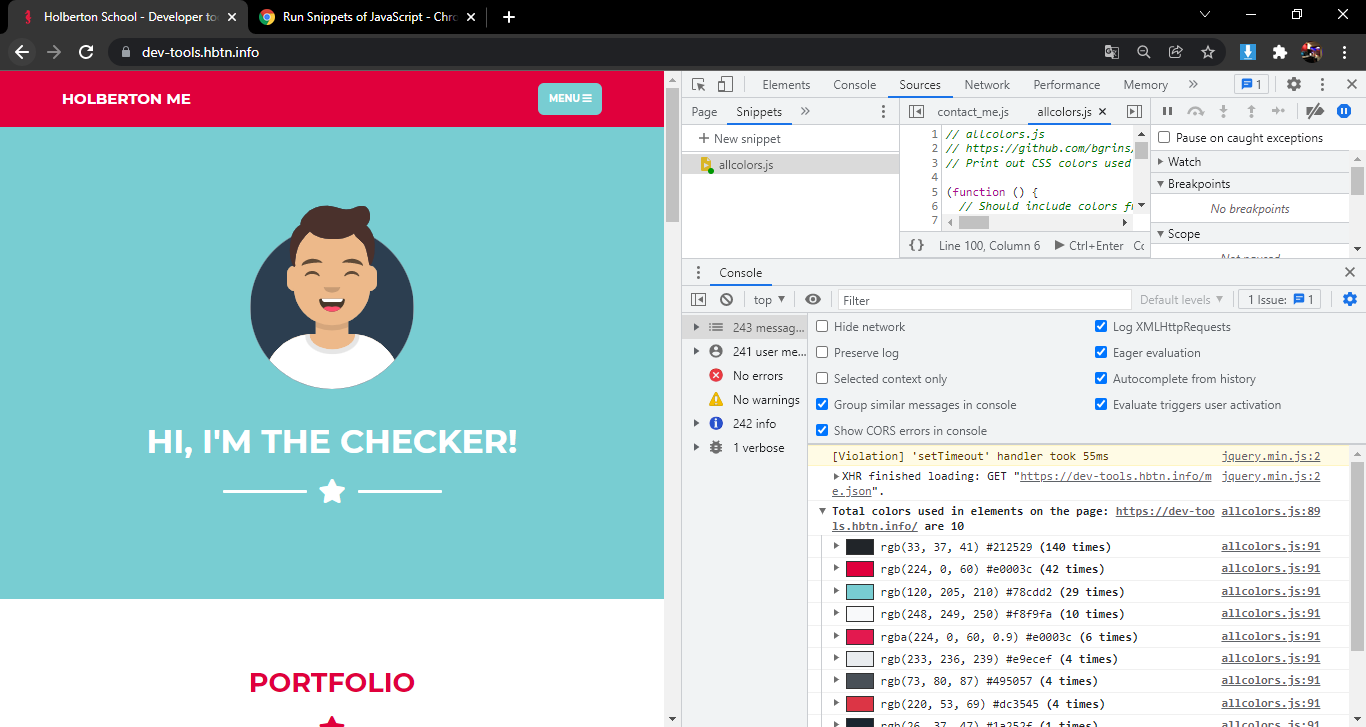 Holberton School - Developer to
Run Snippets of JavaScript - Chr
dev-tools.hbtn.info
HOLBERTON ME
MENU
HI, I'M THE CHECKER!
PORTFOLIO
Elements Console Sources Network Performance Memory 1
Page Snippets
New snippet
allcolors.js
contact_me.js allcolors.js
1 // allcolors.js
2 // https://github.com/bgrins/
3 // Print out CSS colors used
4
5 (function () {
6 // Should include colors
7
{} Line 100, Column 6 Ctrl+Enter
Pause on caught exceptions
Watch
Breakpoints
No breakpoints
Scope
Not paused
Console
top Filter Default levels 1 Issue: 1
243 messag...
241 user me...
No errors
No warnings
242 info
1 verbose
Hide network Log XMLHttpRequests
Preserve log Eager evaluation
Selected context only Autocomplete from history
Group similar messages in console Evaluate triggers user activation
Show CORS errors in console
[Violation] 'setTimeout' handler took 55ms jquery.min.js:2
XHR finished loading: GET "https://dev-tools.hbtn.info/m jquery.min.js:2
e.json".
Total colors used in elements on the page: https://dev-too allcolors.js:89
ls.hbtn.info/ are 10
rgb(33, 37, 41) #212529 (140 times) allcolors.js:91
rgb(224, 0, 60) #e0003c (42 times) allcolors.js:91
rgb(120, 205, 210) #78cdd2 (29 times) allcolors.js:91
rgb(248, 249, 250) #f8f9fa (10 times) allcolors.js:91
rgba(224, 0, 60, 0.9) #e0003c (6 times) allcolors.js:91
rgb(233, 236, 239) #e9ecef (4 times) allcolors.js:91
rgb(73, 80, 87) #495057 (4 times) allcolors.js:91
rgb(220, 53, 69) #dc3545 (4 times) allcolors.js:91
rgb(26, 37, 47) #1a252f (1 times) allcolors.js:91